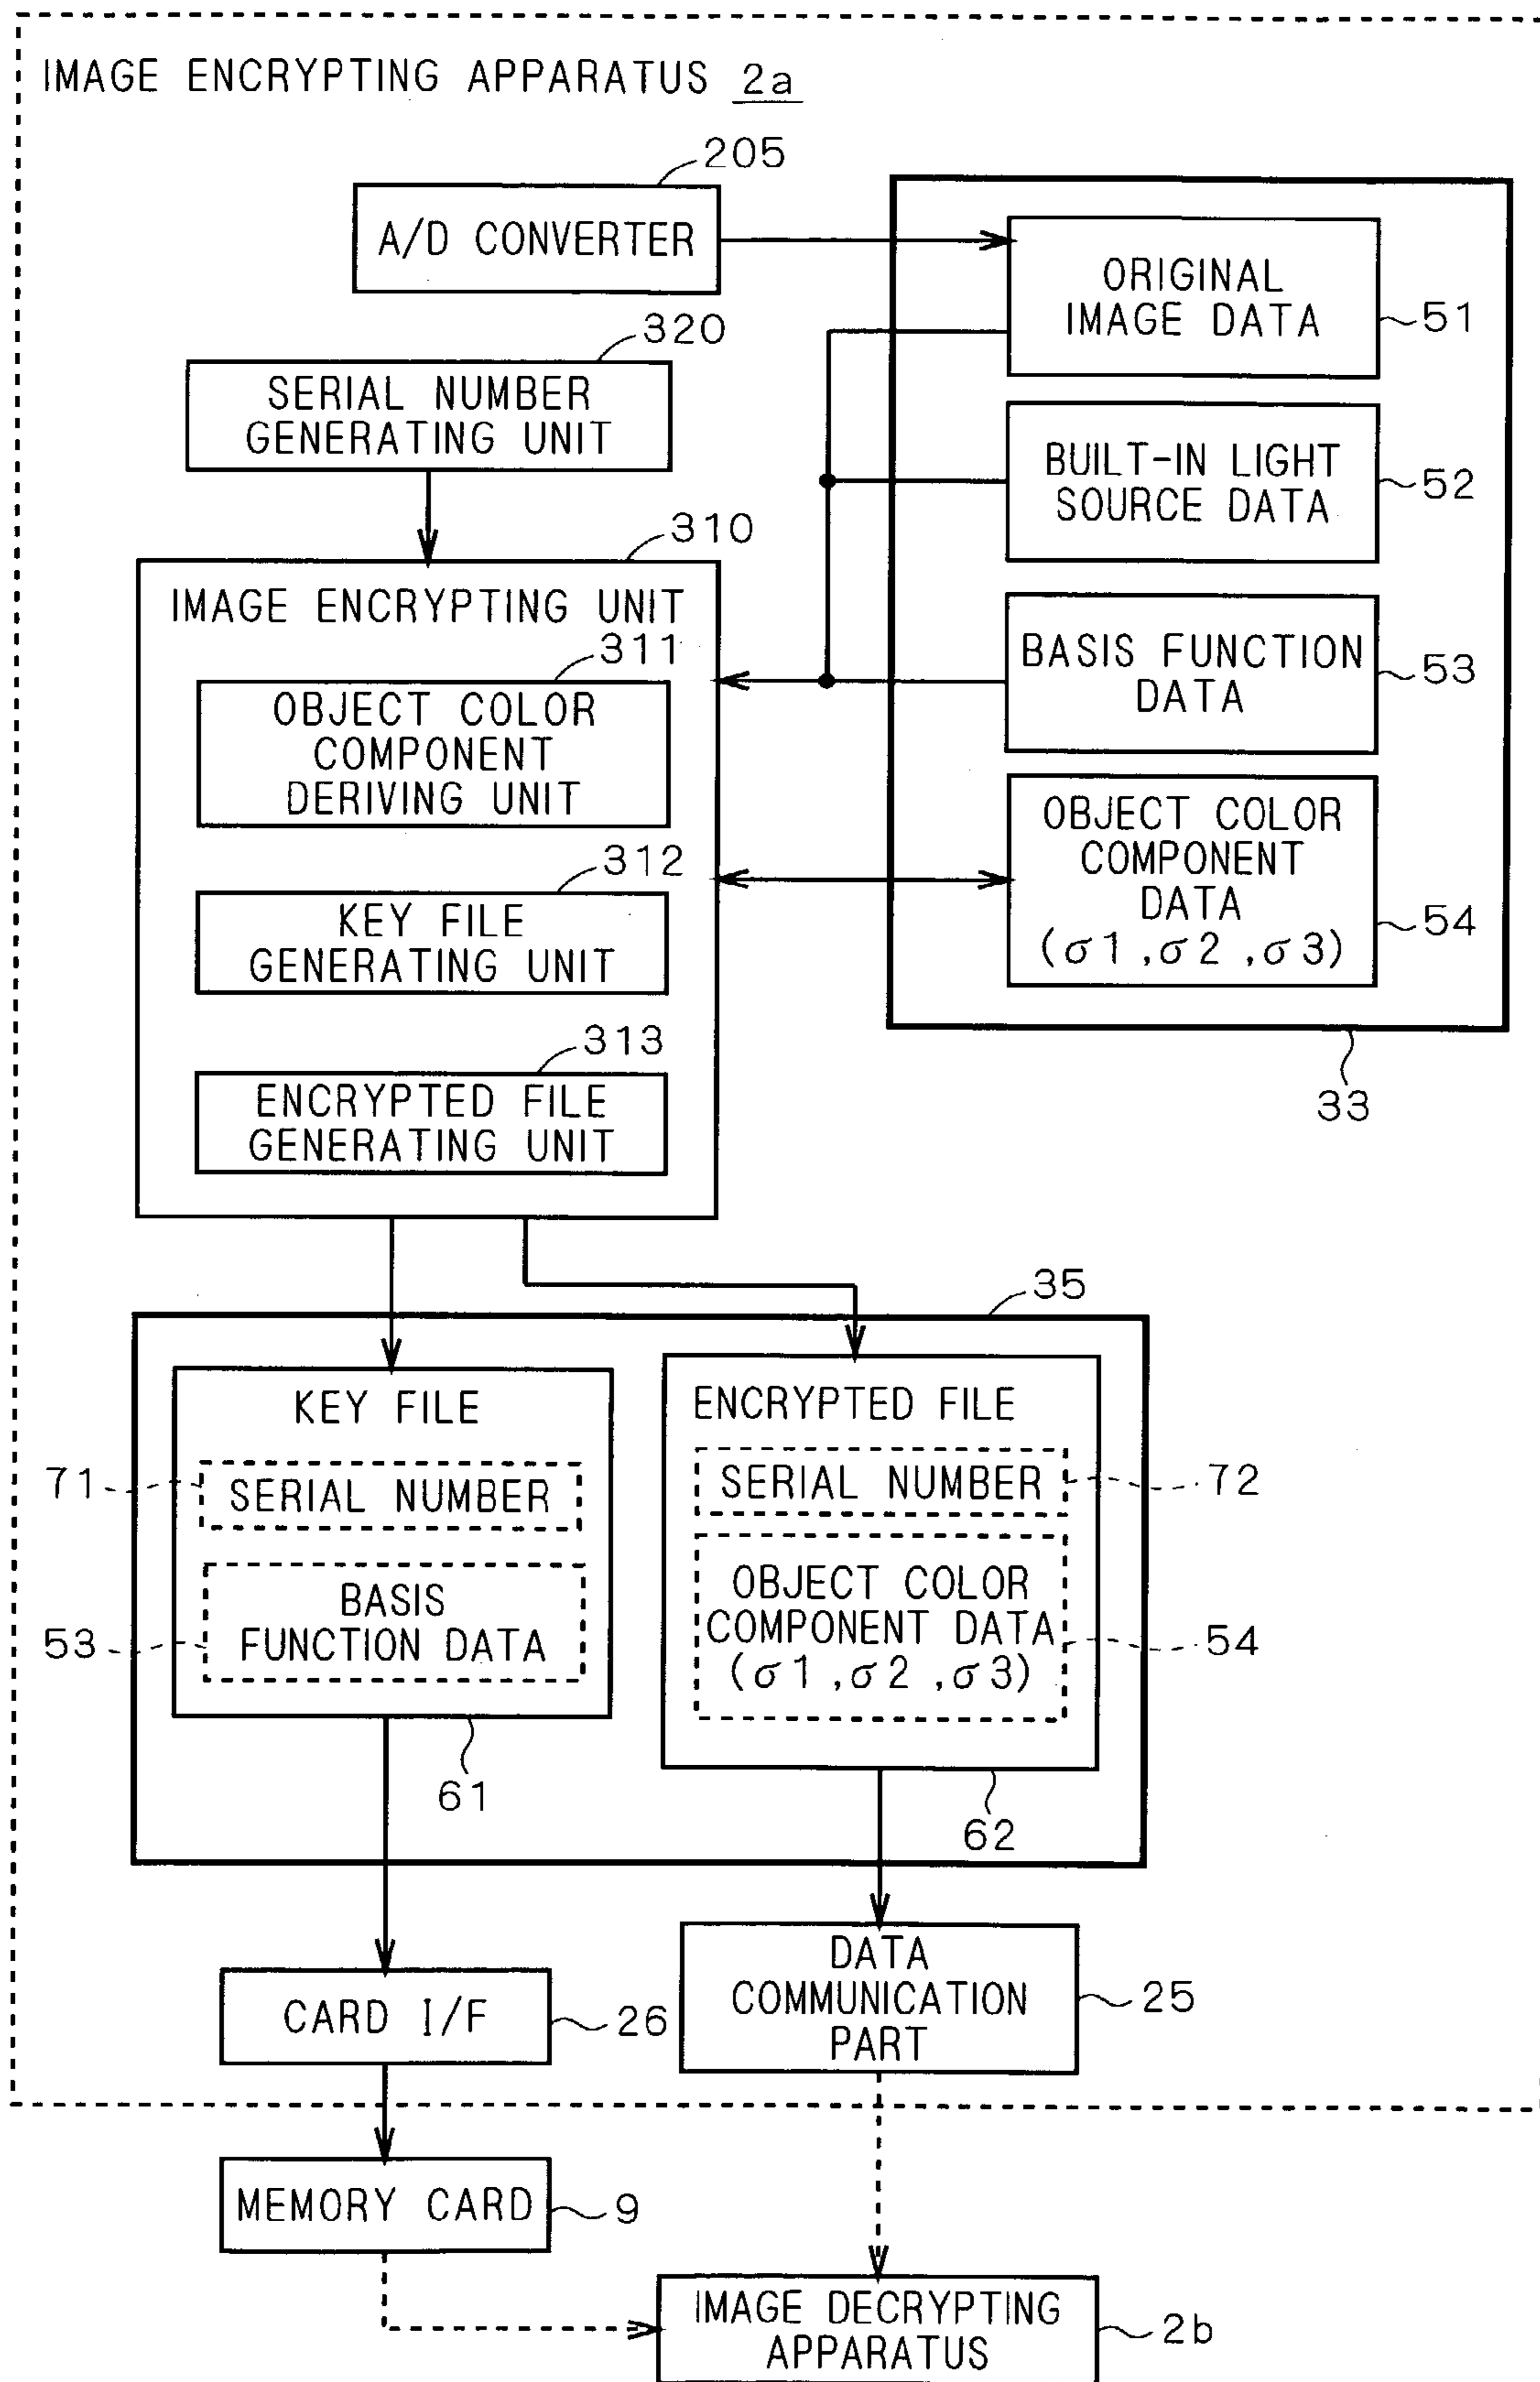 IMAGE ENCRYPTING APPARATUS 2a
205
A/D CONVERTER
ORIGINAL
IMAGE DATA
51
320
SERIAL NUMBER
GENERATING UNIT
BUILT-IN LIGHT
SOURCE DATA
52
310
IMAGE ENCRYPTING UNIT
311
OBJECT COLOR
COMPONENT
DERIVING UNIT
BASIS FUNCTION
DATA
53
312
KEY FILE
GENERATING UNIT
OBJECT COLOR
COMPONENT
DATA
(σ1 ,σ2 ,σ3)
54
313
ENCRYPTED FILE
GENERATING UNIT
33
35
KEY FILE
71
SERIAL NUMBER
53
BASIS
FUNCTION DATA
61
ENCRYPTED FILE
SERIAL NUMBER
72
OBJECT COLOR
COMPONENT DATA
(σ1 ,σ2 ,σ3)
54
62
CARD I/F
26
DATA
COMMUNICATION
PART
25
MEMORY CARD
9
IMAGE DECRYPTING
APPARATUS
2b